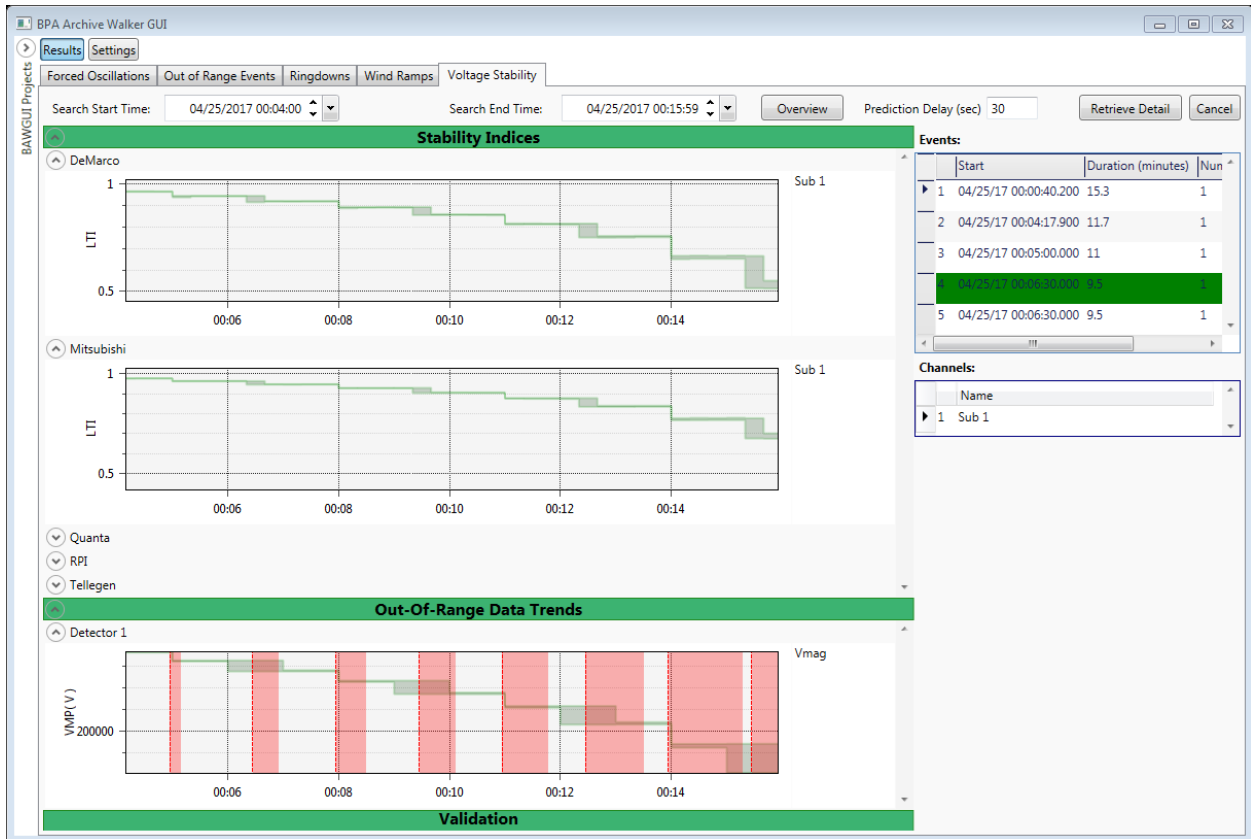 BPA Archive Walker GUI
BAWGUI Projects
Results Settings
Forced Oscillations Out of Range Events Ringdowns Wind Ramps Voltage Stability
Search Start Time: 04/25/2017 00:04:00 Search End Time: 04/25/2017 00:15:59 Overview Prediction Delay (sec) 30 Retrieve Detail Cancel
Stability Indices
DeMarco
1
0.5
LTI
Sub 1
00:06 00:08 00:10 00:12 00:14
Mitsubishi
1
0.5
LTI
Sub 1
00:06 00:08 00:10 00:12 00:14
Quanta
RPI
Tellegen
Out-Of-Range Data Trends
Detector 1
VMP( V )
200000
Vmag
00:06 00:08 00:10 00:12 00:14
Validation
Events:
Start Duration (minutes) Num
1 04/25/17 00:00:40.200 15.3 1
2 04/25/17 00:04:17.900 11.7 1
3 04/25/17 00:05:00.000 11 1
4 04/25/17 00:06:30.000 9.5 1
5 04/25/17 00:06:30.000 9.5 1
Channels:
Name
1 Sub 1